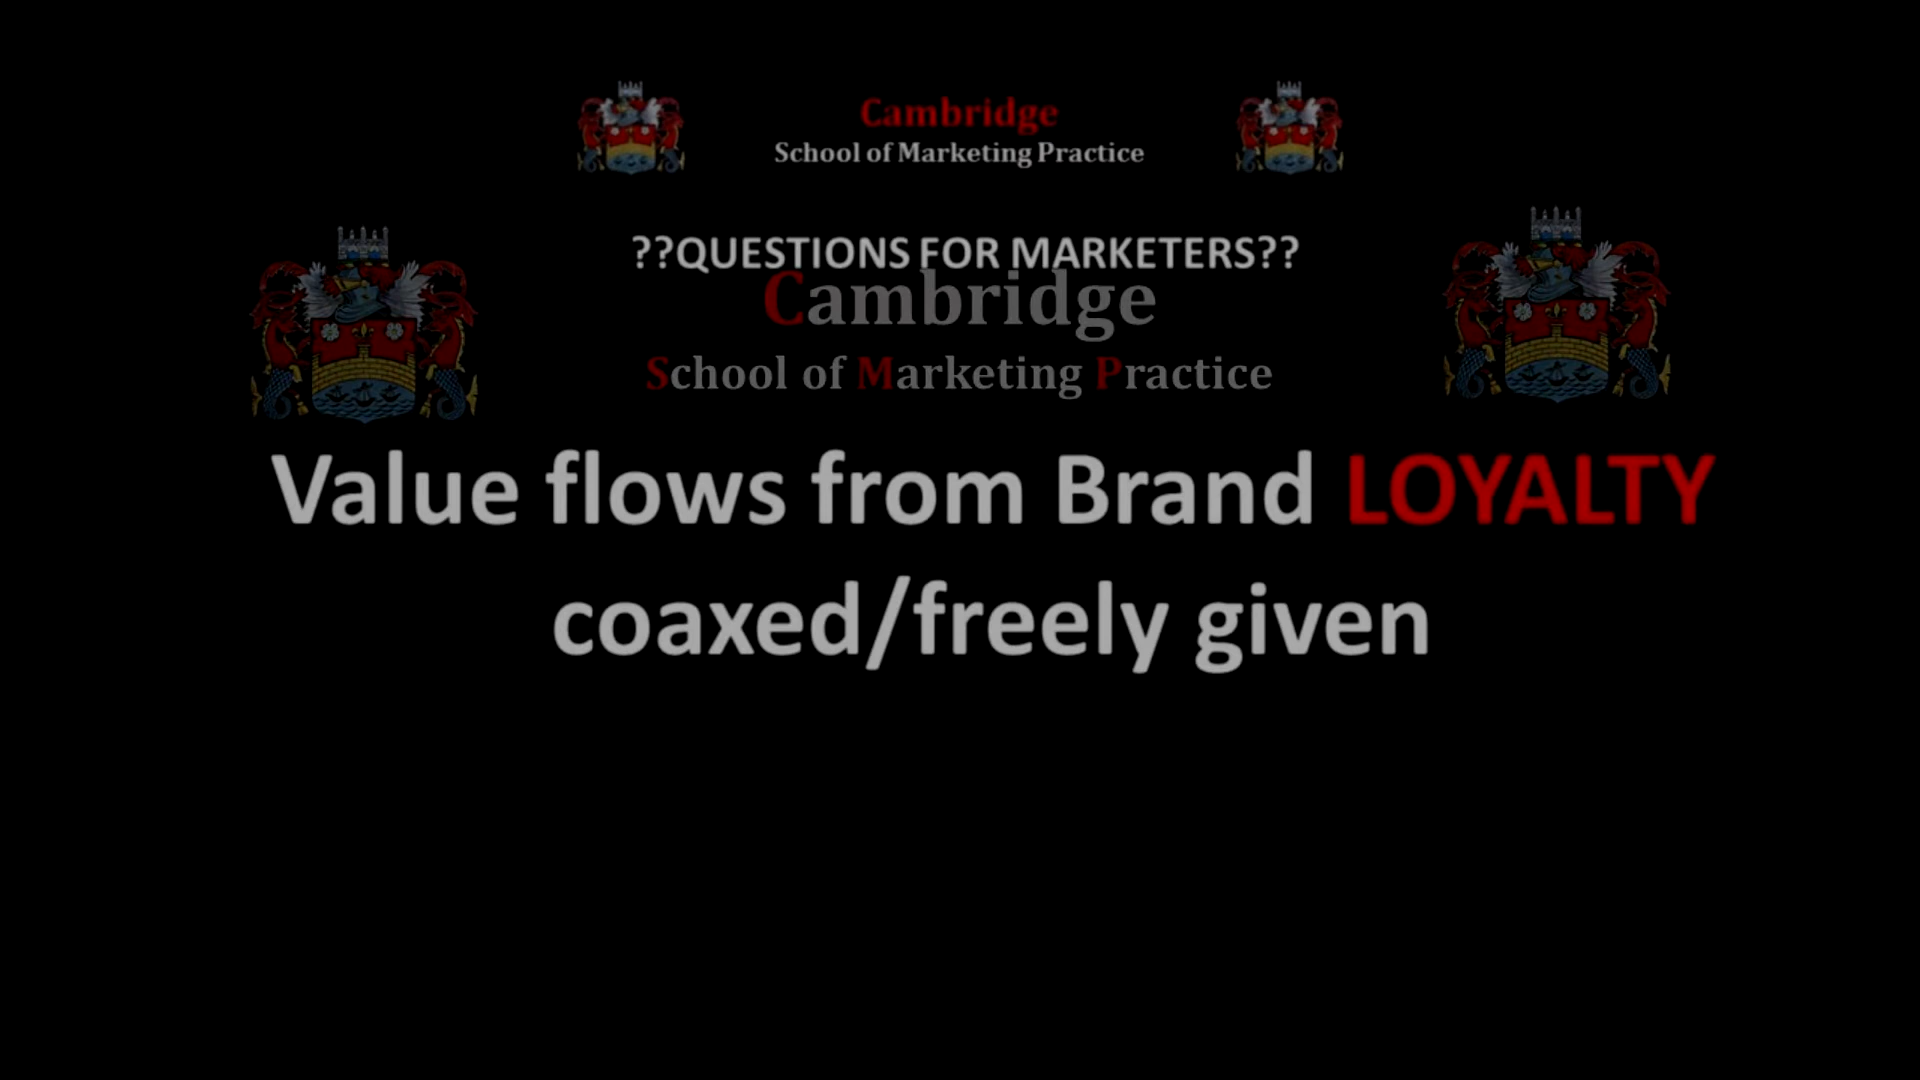 Cambridge
School of Marketing Practice
??QUESTIONS FOR MARKETERS??
Cambridge
School of Marketing Practice
Value flows from Brand LOYALTY
coaxed/freely given